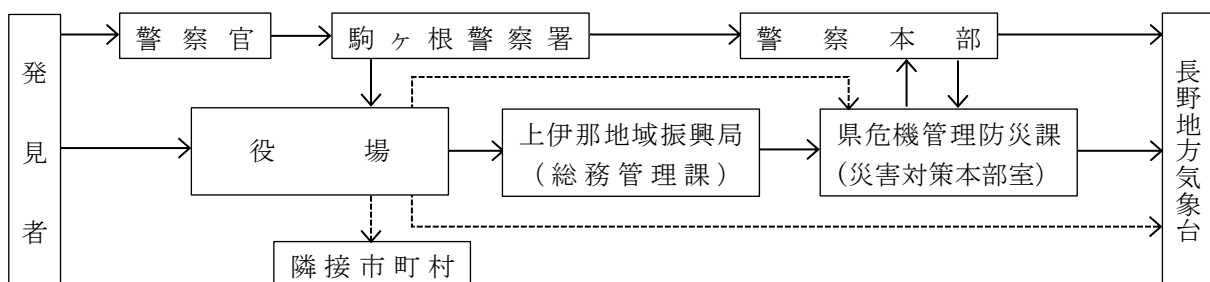 発見者
警察官
駒ヶ根警察署
警察本部
長野地方気象台
役場
上伊那地域振興局
(総務管理課)
県危機管理防災課
(災害対策本部室)
隣接市町村